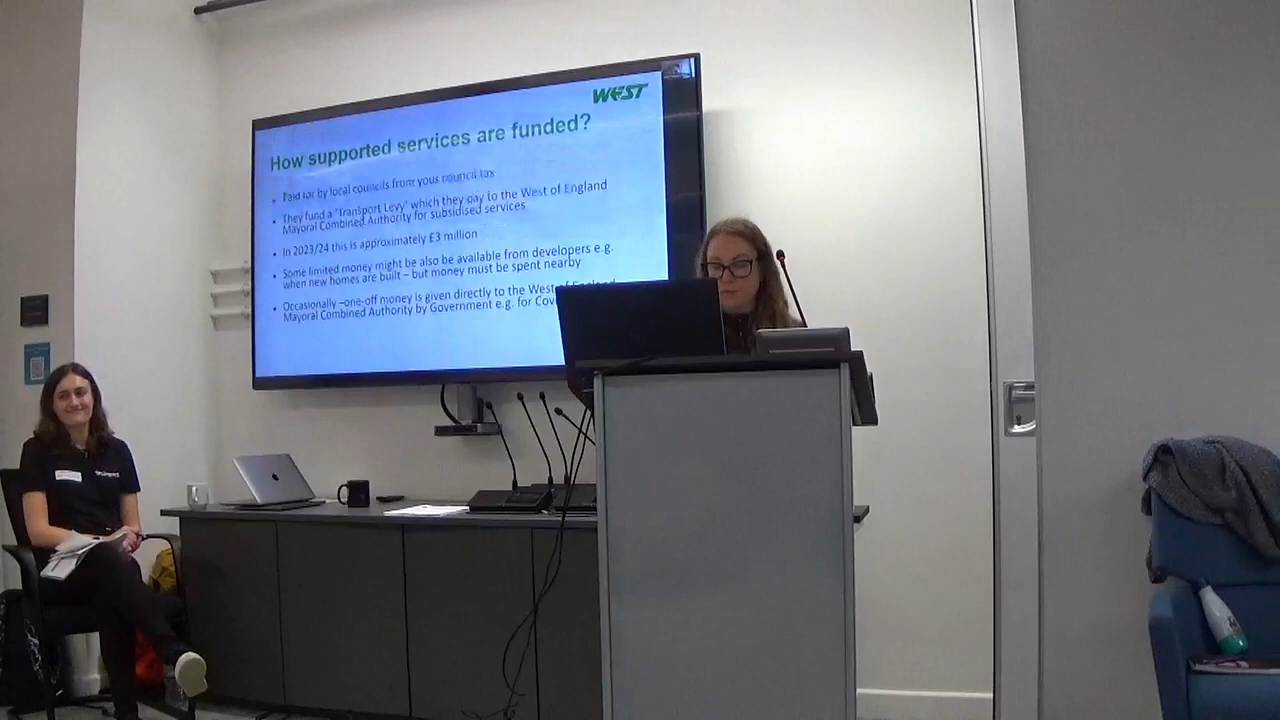 WEST
How supported services are funded?
• Paid for by local councils from your council tax
• They fund a 'Transport Levy' which they pay to the West of England
Mayoral Combined Authority for subsidised services
• In 2023/24 this is approximately £3 million
• Some limited money might be also be available from developers e.g.
when new homes are built – but money must be spent nearby
• Occasionally –one-off money is given directly to the West of England
Mayoral Combined Authority by Government e.g. for Cov